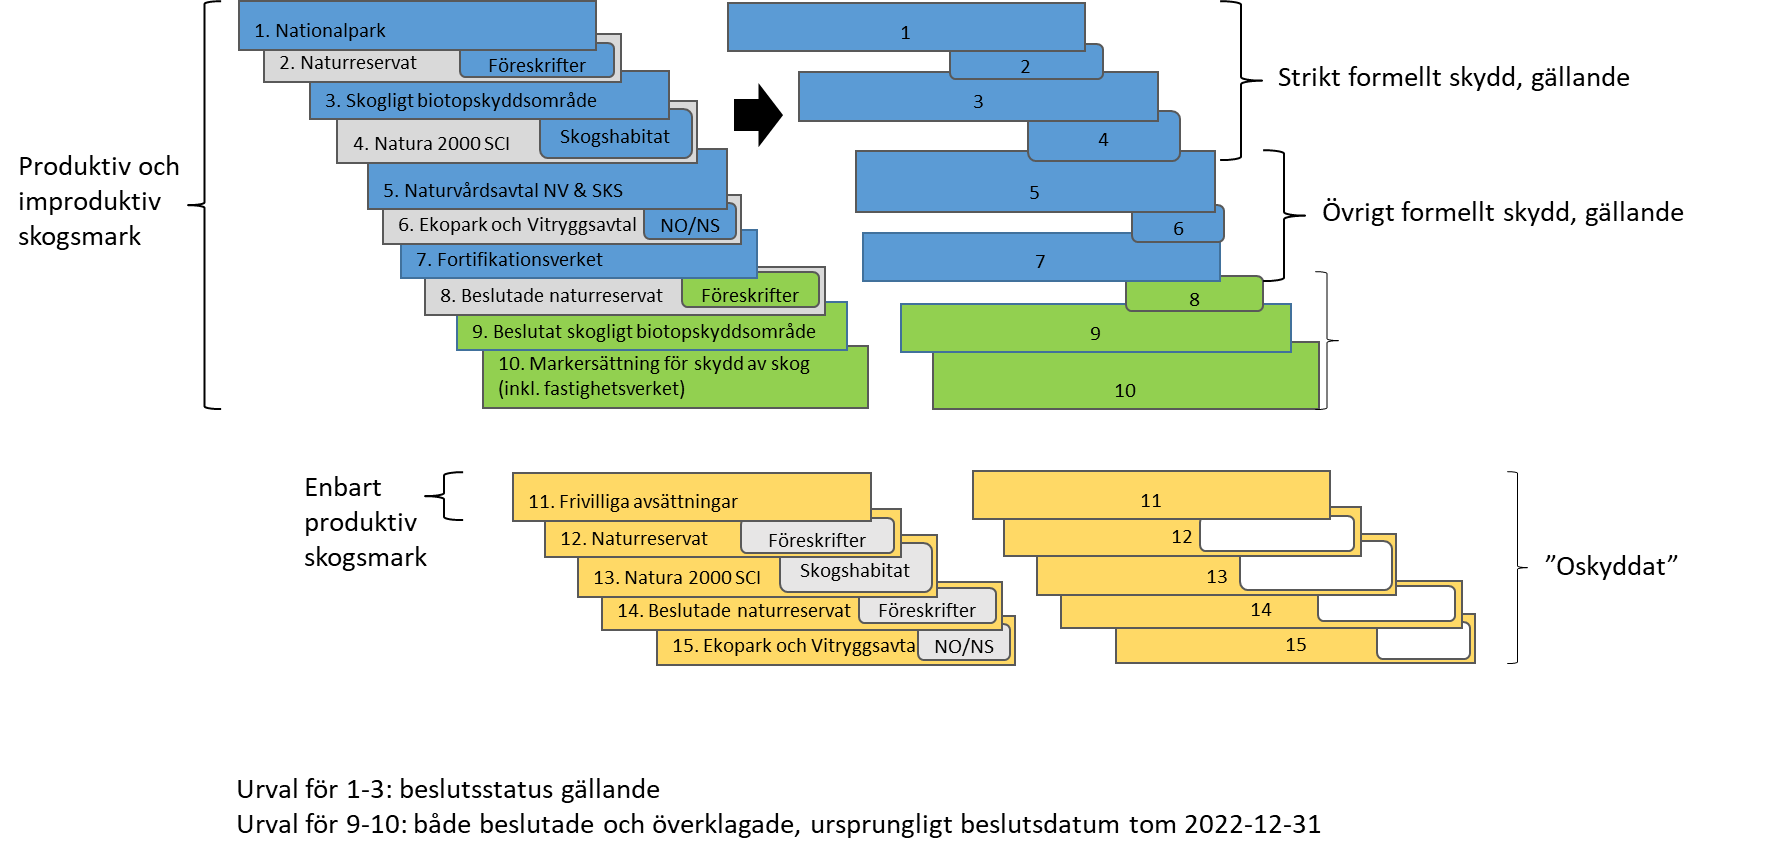 1. Nationalpark
2. Naturreservat
Föreskrifter
3. Skogligt biotopskyddsområde
4. Natura 2000 SCI
Skogshabitat
5. Naturvårdsavtal NV & SKS
6. Ekopark och Vitryggsavtal
NO/NS
7. Fortifikationsverket
8. Beslutade naturreservat
Föreskrifter
9. Beslutat skogligt biotopskyddsområde
10. Markersättning för skydd av skog
(inkl. fastighetsverket)
Produktiv och
improduktiv
skogsmark
1
2
3
4
5
6
7
8
9
10
Strikt formellt skydd, gällande
Övrigt formellt skydd, gällande
Enbart
produktiv
skogsmark
11. Frivilliga avsättningar
12. Naturreservat
Föreskrifter
13. Natura 2000 SCI
Skogshabitat
14. Beslutade naturreservat
Föreskrifter
15. Ekopark och Vitryggsavta
NO/NS
11
12
13
14
15
”Oskyddat”
Urval för 1-3: beslutsstatus gällande
Urval för 9-10: både beslutade och överklagade, ursprungligt beslutsdatum tom 2022-12-31